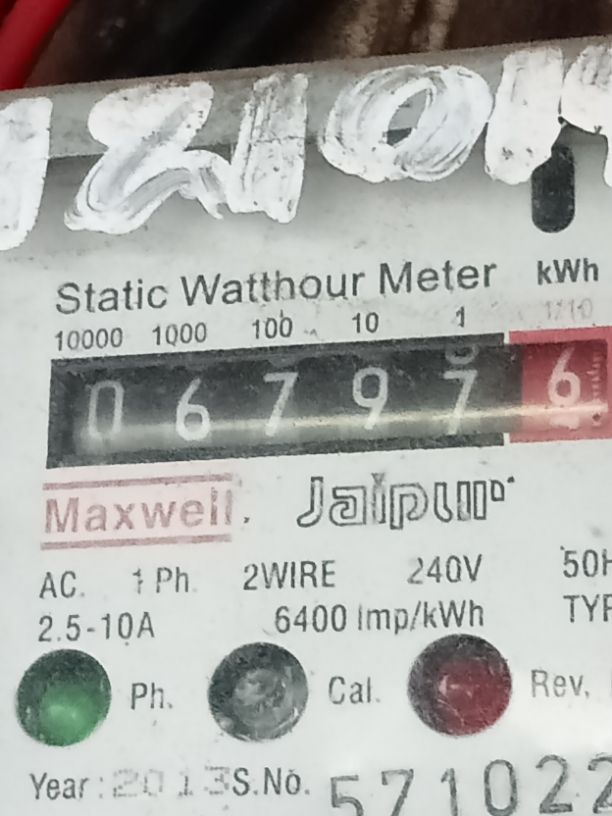 1210
Static Watthour Meter kWh
10000 1000 100 10 1 1/10
0 6 7 9 7 6
Maxwell. Jaipur
AC. 1 Ph. 2WIRE 240V
2.5-10A 6400 Imp/kWh
Ph. Cal. Rev.
Year: 2013 S.No. 571022